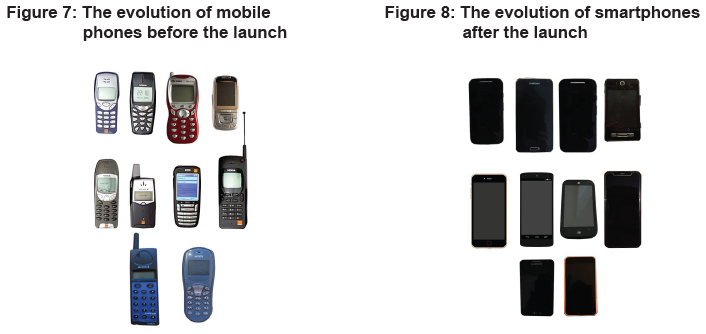 Figure 7: The evolution of mobile
phones before the launch
Figure 8: The evolution of smartphones
after the launch